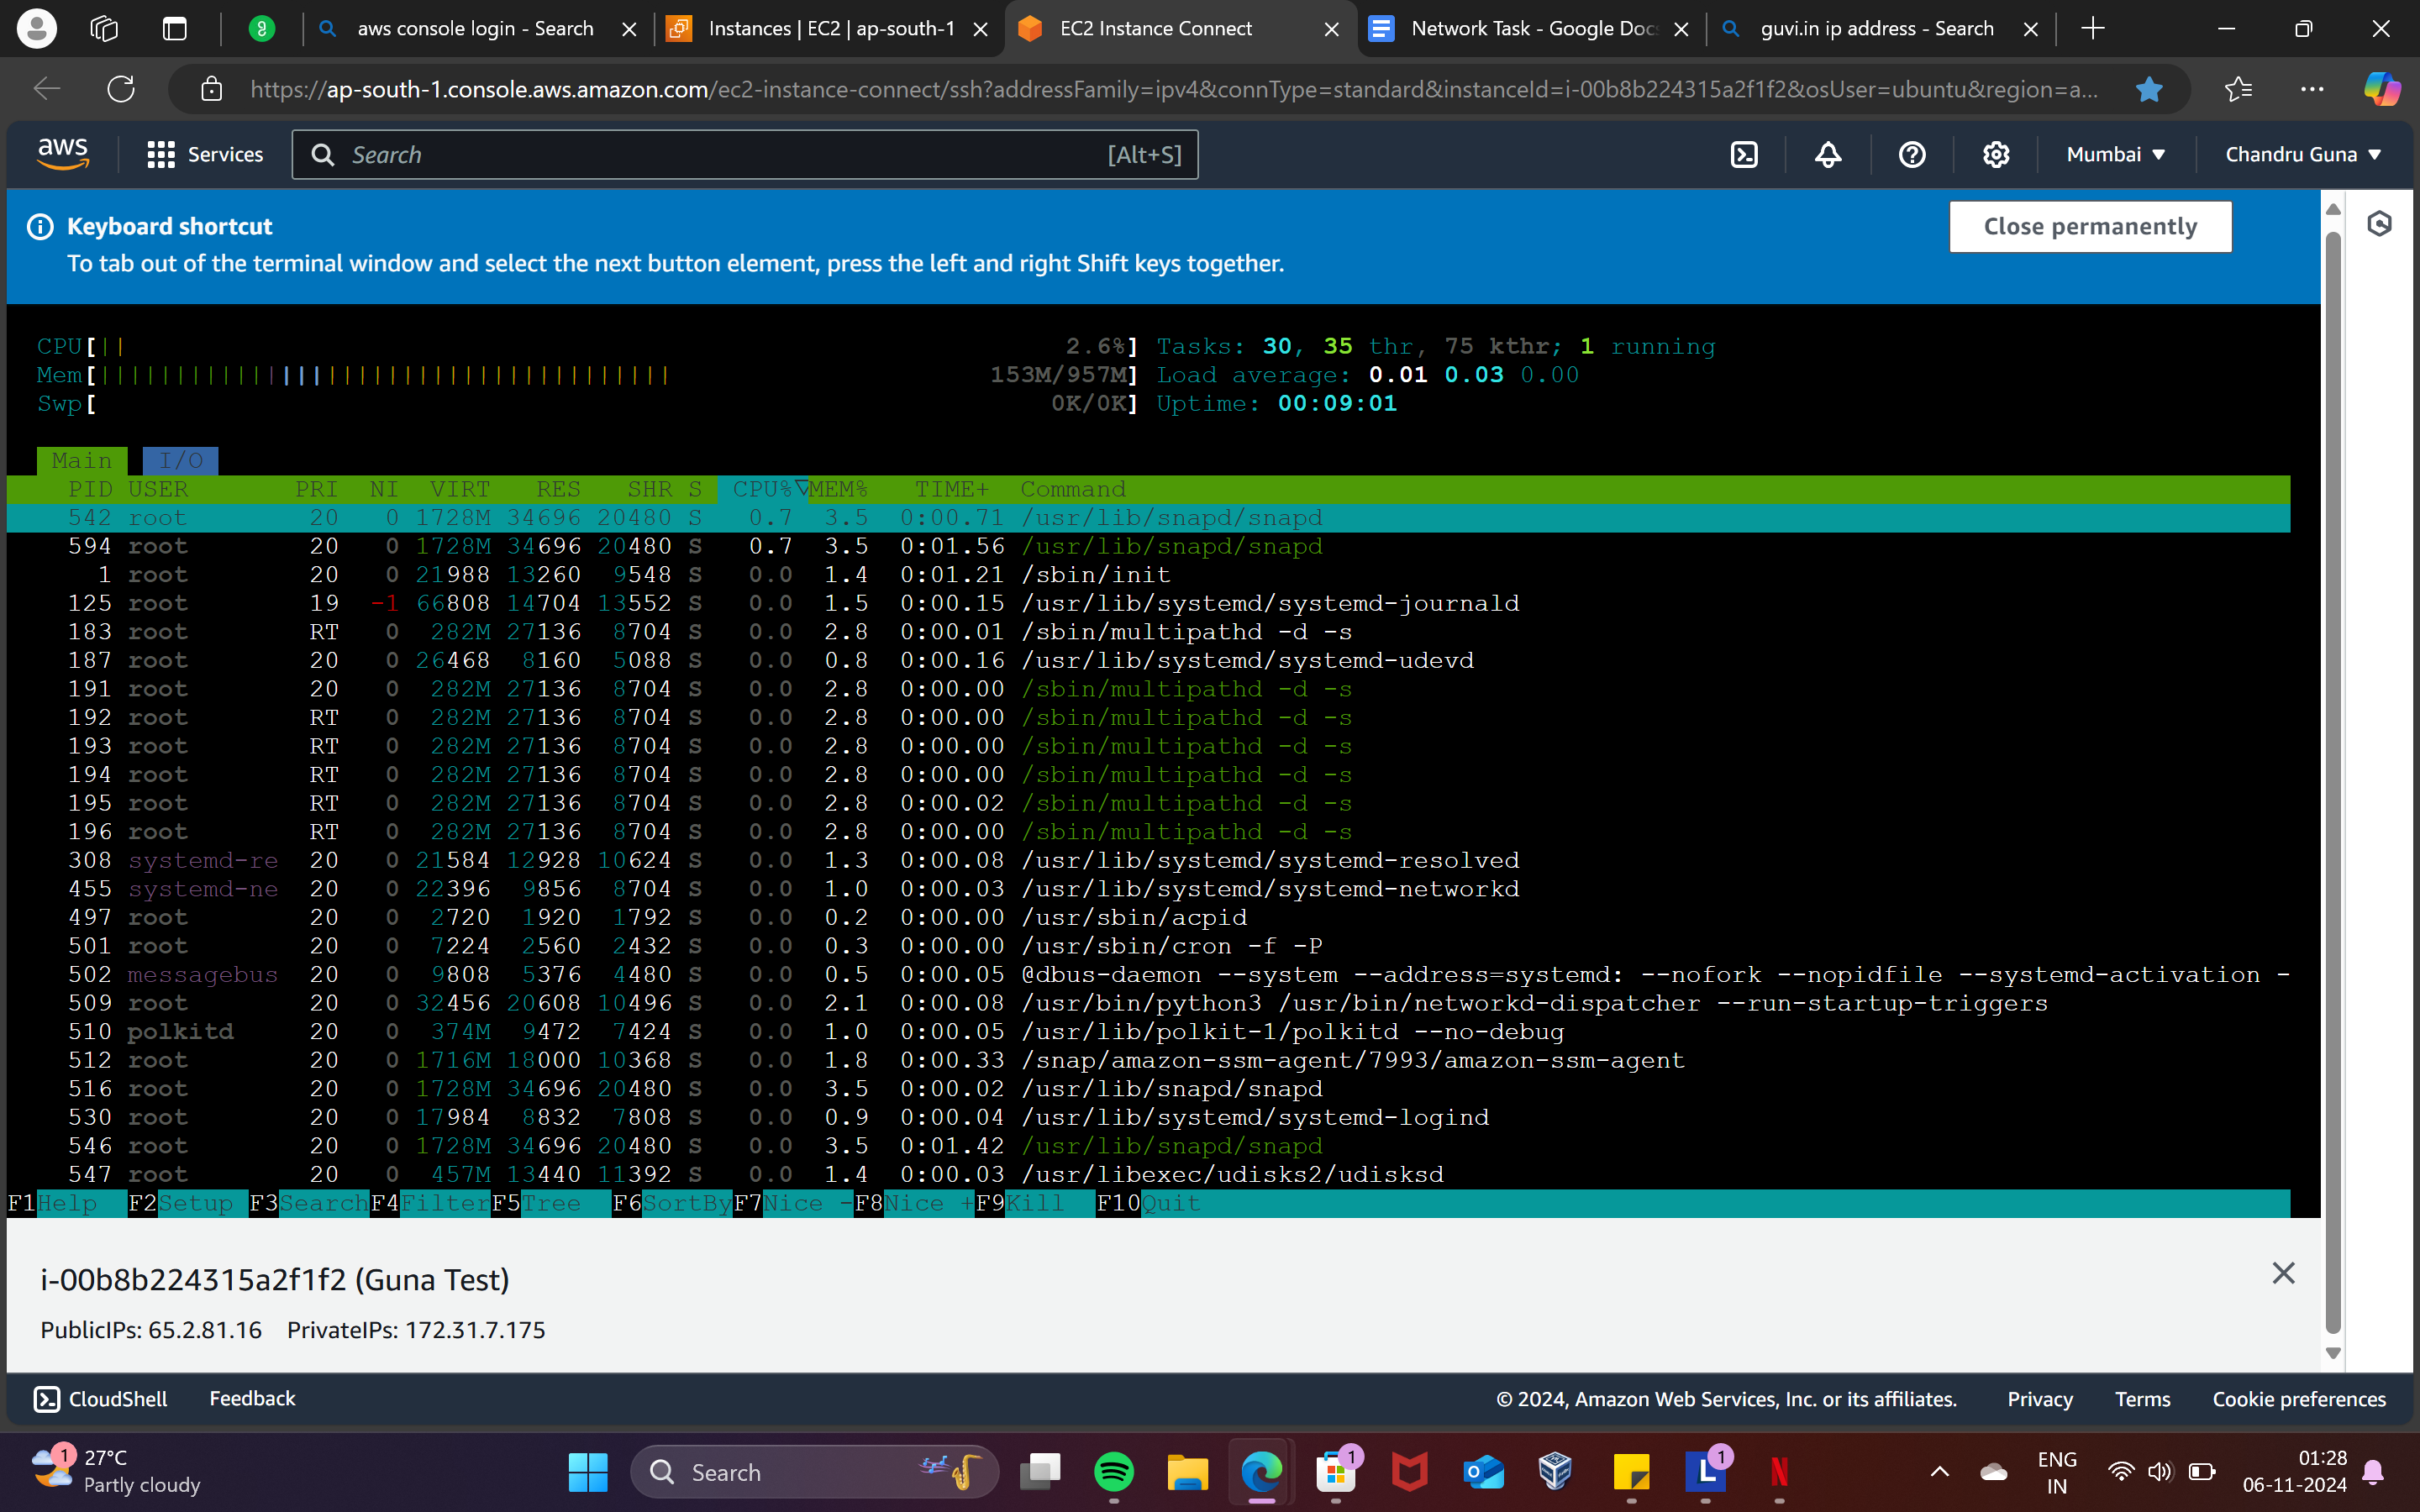 aws console login - Search
Instances | EC2 | ap-south-1
EC2 Instance Connect
Network Task - Google Docs
guvi.in ip address - Search
https://ap-south-1.console.aws.amazon.com/ec2-instance-connect/ssh?addressFamily=ipv4&connType=standard&instanceId=i-00b8b224315a2f1f2&osUser=ubuntu&region=a...
aws Services Search [Alt+S] Mumbai Chandru Guna
Keyboard shortcut
Close permanently
To tab out of the terminal window and select the next button element, press the left and right Shift keys together.
CPU[|| 2.6%] Tasks: 30, 35 thr, 75 kthr; 1 running
Mem[|||||||||||||||||||||||||||||||||||||| 153M/957M] Load average: 0.01 0.03 0.00
Swp[ 0K/0K] Uptime: 00:09:01
Main I/O
PID USER PRI NI VIRT RES SHR S CPU%▽MEM% TIME+ Command
542 root 20 0 1728M 34696 20480 S 0.7 3.5 0:00.71 /usr/lib/snapd/snapd
594 root 20 0 1728M 34696 20480 S 0.7 3.5 0:01.56 /usr/lib/snapd/snapd
1 root 20 0 21988 13260 9548 S 0.0 1.4 0:01.21 /sbin/init
125 root 19 -1 66808 14704 13552 S 0.0 1.5 0:00.15 /usr/lib/systemd/systemd-journald
183 root RT 0 282M 27136 8704 S 0.0 2.8 0:00.01 /sbin/multipathd -d -s
187 root 20 0 26468 8160 5088 S 0.0 0.8 0:00.16 /usr/lib/systemd/systemd-udevd
191 root 20 0 282M 27136 8704 S 0.0 2.8 0:00.00 /sbin/multipathd -d -s
192 root RT 0 282M 27136 8704 S 0.0 2.8 0:00.00 /sbin/multipathd -d -s
193 root RT 0 282M 27136 8704 S 0.0 2.8 0:00.00 /sbin/multipathd -d -s
194 root RT 0 282M 27136 8704 S 0.0 2.8 0:00.00 /sbin/multipathd -d -s
195 root RT 0 282M 27136 8704 S 0.0 2.8 0:00.02 /sbin/multipathd -d -s
196 root RT 0 282M 27136 8704 S 0.0 2.8 0:00.00 /sbin/multipathd -d -s
308 systemd-re 20 0 21584 12928 10624 S 0.0 1.3 0:00.08 /usr/lib/systemd/systemd-resolved
455 systemd-ne 20 0 22396 9856 8704 S 0.0 1.0 0:00.03 /usr/lib/systemd/systemd-networkd
497 root 20 0 2720 1920 1792 S 0.0 0.2 0:00.00 /usr/sbin/acpid
501 root 20 0 7224 2560 2432 S 0.0 0.3 0:00.00 /usr/sbin/cron -f -P
502 messagebus 20 0 9808 5376 4480 S 0.0 0.5 0:00.05 @dbus-daemon --system --address=systemd: --nofork --nopidfile --systemd-activation -
509 root 20 0 32456 20608 10496 S 0.0 2.1 0:00.08 /usr/bin/python3 /usr/bin/networkd-dispatcher --run-startup-triggers
510 polkitd 20 0 374M 9472 7424 S 0.0 1.0 0:00.05 /usr/lib/polkit-1/polkitd --no-debug
512 root 20 0 1716M 18000 10368 S 0.0 1.8 0:00.33 /snap/amazon-ssm-agent/7993/amazon-ssm-agent
516 root 20 0 1728M 34696 20480 S 0.0 3.5 0:00.02 /usr/lib/snapd/snapd
530 root 20 0 17984 8832 7808 S 0.0 0.9 0:00.04 /usr/lib/systemd/systemd-logind
546 root 20 0 1728M 34696 20480 S 0.0 3.5 0:01.42 /usr/lib/snapd/snapd
547 root 20 0 457M 13440 11392 S 0.0 1.4 0:00.03 /usr/libexec/udisks2/udisksd
F1Help F2Setup F3SearchF4FilterF5Tree F6SortByF7Nice -F8Nice +F9Kill F10Quit
i-00b8b224315a2f1f2 (Guna Test)
PublicIPs: 65.2.81.16 PrivateIPs: 172.31.7.175
CloudShell Feedback © 2024, Amazon Web Services, Inc. or its affiliates. Privacy Terms Cookie preferences
1 27°C
Partly cloudy
Search
1
L 1
N
ENG
IN
01:28
06-11-2024